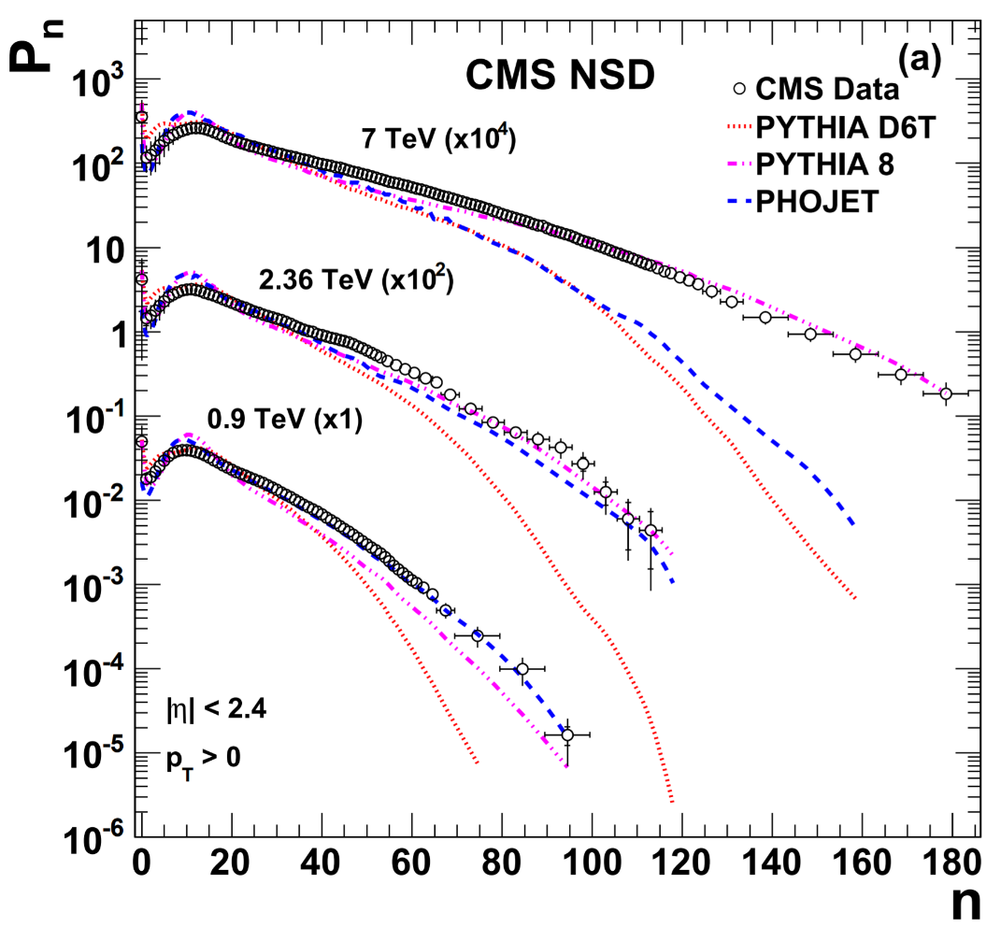 Pₙ
CMS NSD
(a)
CMS Data
PYTHIA D6T
PYTHIA 8
PHOJET
7 TeV (x10⁴)
2.36 TeV (x10²)
0.9 TeV (x1)
|η| < 2.4
p_T > 0
10³
10²
10
1
10⁻¹
10⁻²
10⁻³
10⁻⁴
10⁻⁵
10⁻⁶
0 20 40 60 80 100 120 140 160 180
n